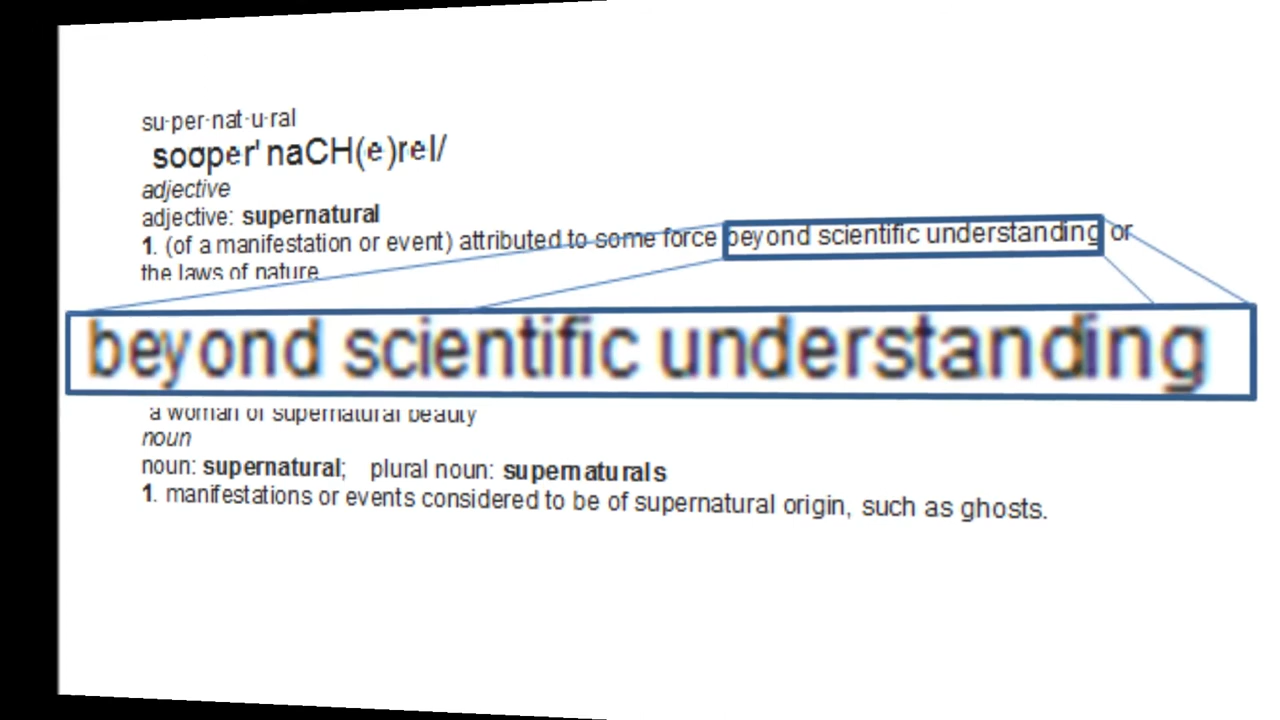 su·per·nat·u·ral
soopər'naCH(ə)rəl/
adjective
adjective: supernatural
1. (of a manifestation or event) attributed to some force beyond scientific understanding or
the laws of nature
beyond scientific understanding
a woman of supernatural beauty
noun
noun: supernatural; plural noun: supernaturals
1. manifestations or events considered to be of supernatural origin, such as ghosts.